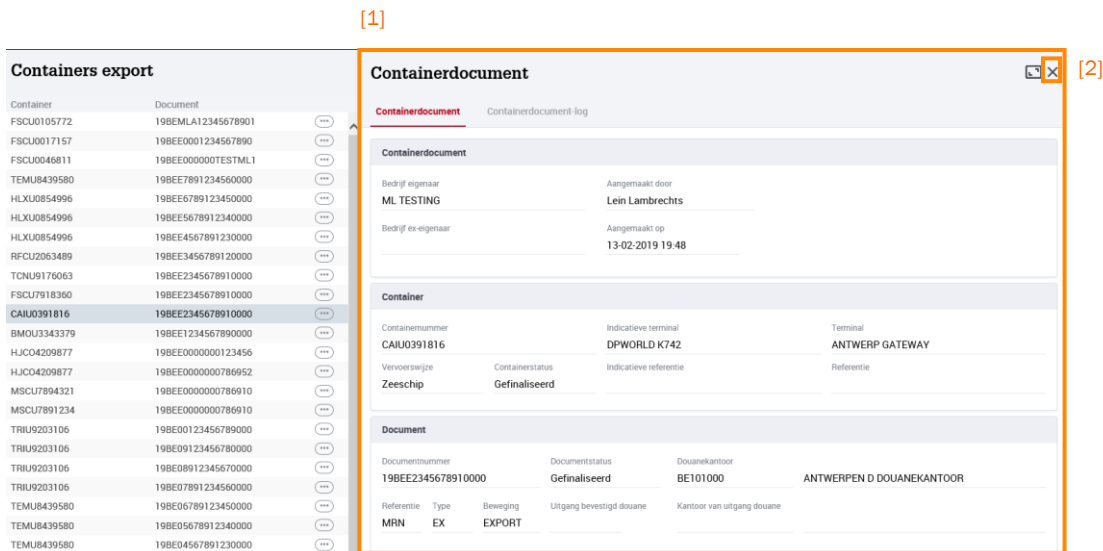 [1]
Containers export
Container Document
FSCU0105772 19BEMLA12345678901
FSCU0017157 19BEE0001234567890
FSCU0046811 19BEE000000TESTML1
TEMU8439580 19BEE7891234560000
HLXU0854996 19BEE6789123450000
HLXU0854996 19BEE5678912340000
HLXU0854996 19BEE4567891230000
RFCU2063489 19BEE3456789120000
TCNU9176063 19BEE2345678910000
FSCU7918360 19BEE2345678910000
CAIU0391816 19BEE2345678910000
BMOU3343379 19BEE1234567890000
HJCO4209877 19BEE0000000123456
HJCO4209877 19BEE0000000786952
MSCU7894321 19BEE0000000786910
MSCU7891234 19BEE0000000786910
TRIU9203106 19BE00123456789000
TRIU9203106 19BE09123456780000
TRIU9203106 19BE08912345670000
TRIU9203106 19BE07891234560000
TEMU8439580 19BE06789123450000
TEMU8439580 19BE05678912340000
TEMU8439580 19BE04567891230000
Containerdocument
[2]
Containerdocument Containerdocument-log
Containerdocument
Bedrijf eigenaar Aangemaakt door
ML TESTING Lein Lambrechts
Bedrijf ex-eigenaar Aangemaakt op
13-02-2019 19:48
Container
Containernummer Indicatieve terminal Terminal
CAIU0391816 DPWORLD K742 ANTWERP GATEWAY
Vervoerswijze Containerstatus Indicatieve referentie Referentie
Zeeschip Gefinaliseerd
Document
Documentnummer Documentstatus Douanekantoor
19BEE2345678910000 Gefinaliseerd BE101000 ANTWERPEN D DOUANEKANTOOR
Referentie Type Beweging Uitgang bevestigd douane Kantoor van uitgang douane
MRN EX EXPORT